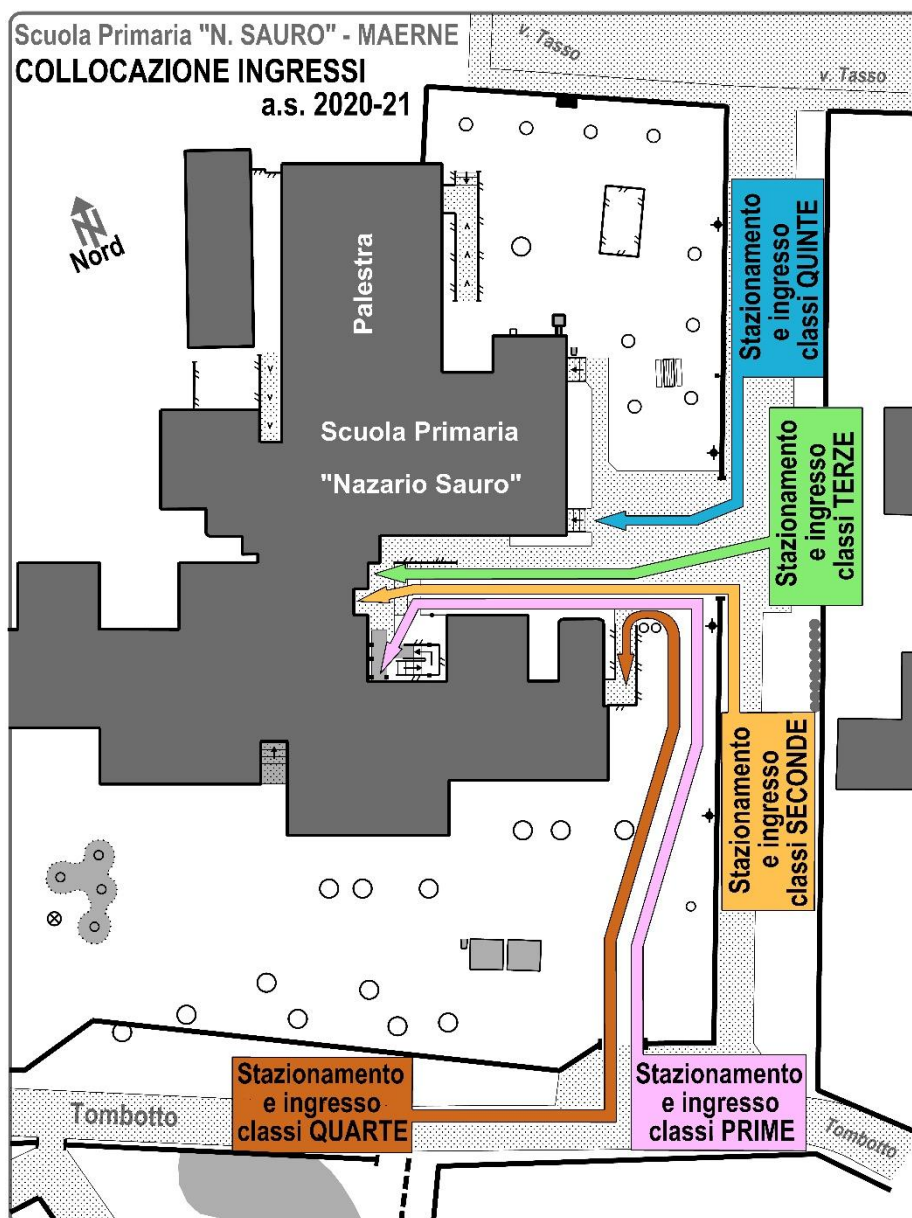 Scuola Primaria "N. SAURO" - MAERNE
COLLOCAZIONE INGRESSI
a.s. 2020-21
v. Tasso
v. Tasso
Nord
Palestra
Scuola Primaria
"Nazario Sauro"
Stazionamento
e ingresso
classi QUINTE
Stazionamento
e ingresso
classi TERZE
Stazionamento
e ingresso
classi SECONDE
Stazionamento
e ingresso
classi QUARTE
Stazionamento
e ingresso
classi PRIME
Tombotto
Tombotto